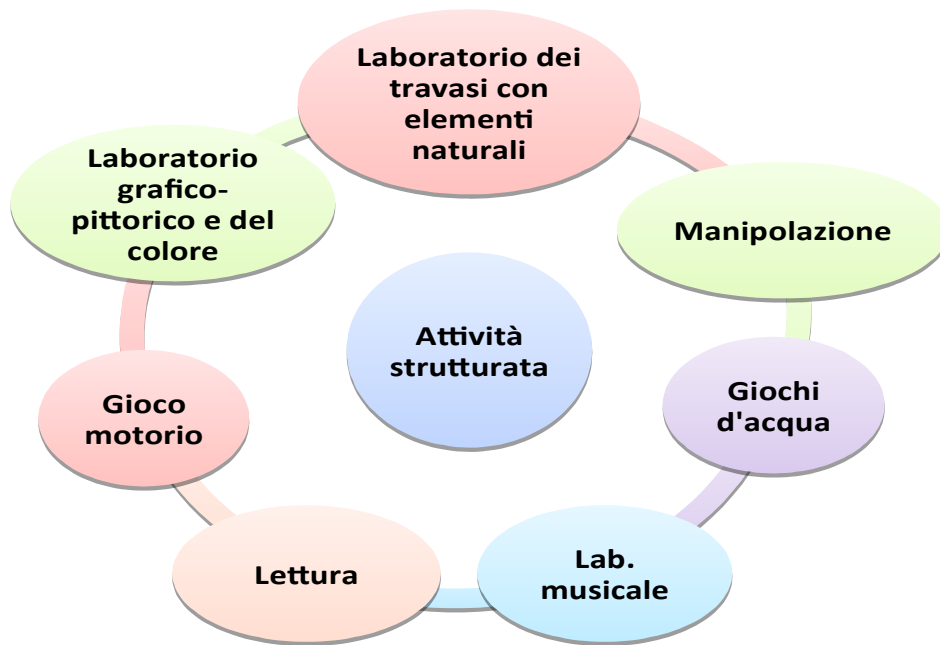 Laboratorio dei
travasi con
elementi
naturali
Manipolazione
Giochi
d'acqua
Lab.
musicale
Lettura
Gioco
motorio
Laboratorio
grafico-
pittorico e del
colore
Attività
strutturata